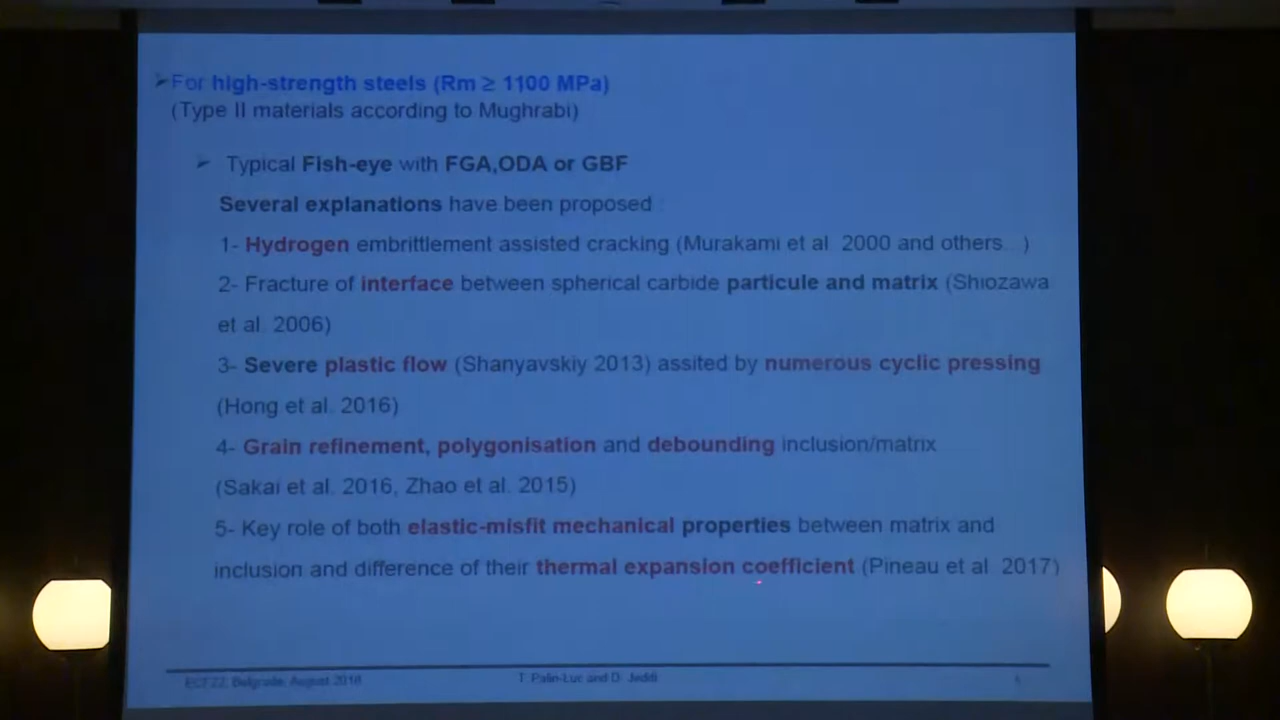 For high-strength steels (Rm ≥ 1100 MPa)
(Type II materials according to Mughrabi)
Typical Fish-eye with FGA,ODA or GBF
Several explanations have been proposed :
1- Hydrogen embrittlement assisted cracking (Murakami et al. 2000 and others...)
2- Fracture of interface between spherical carbide particule and matrix (Shiozawa
et al. 2006)
3- Severe plastic flow (Shanyavskiy 2013) assited by numerous cyclic pressing
(Hong et al. 2016)
4- Grain refinement, polygonisation and debounding inclusion/matrix
(Sakai et al. 2016, Zhao et al. 2015)
5- Key role of both elastic-misfit mechanical properties between matrix and
inclusion and difference of their thermal expansion coefficient (Pineau et al. 2017)
ECF22, Belgrade, August 2018
T. Palin-Luc and D. Jeddi